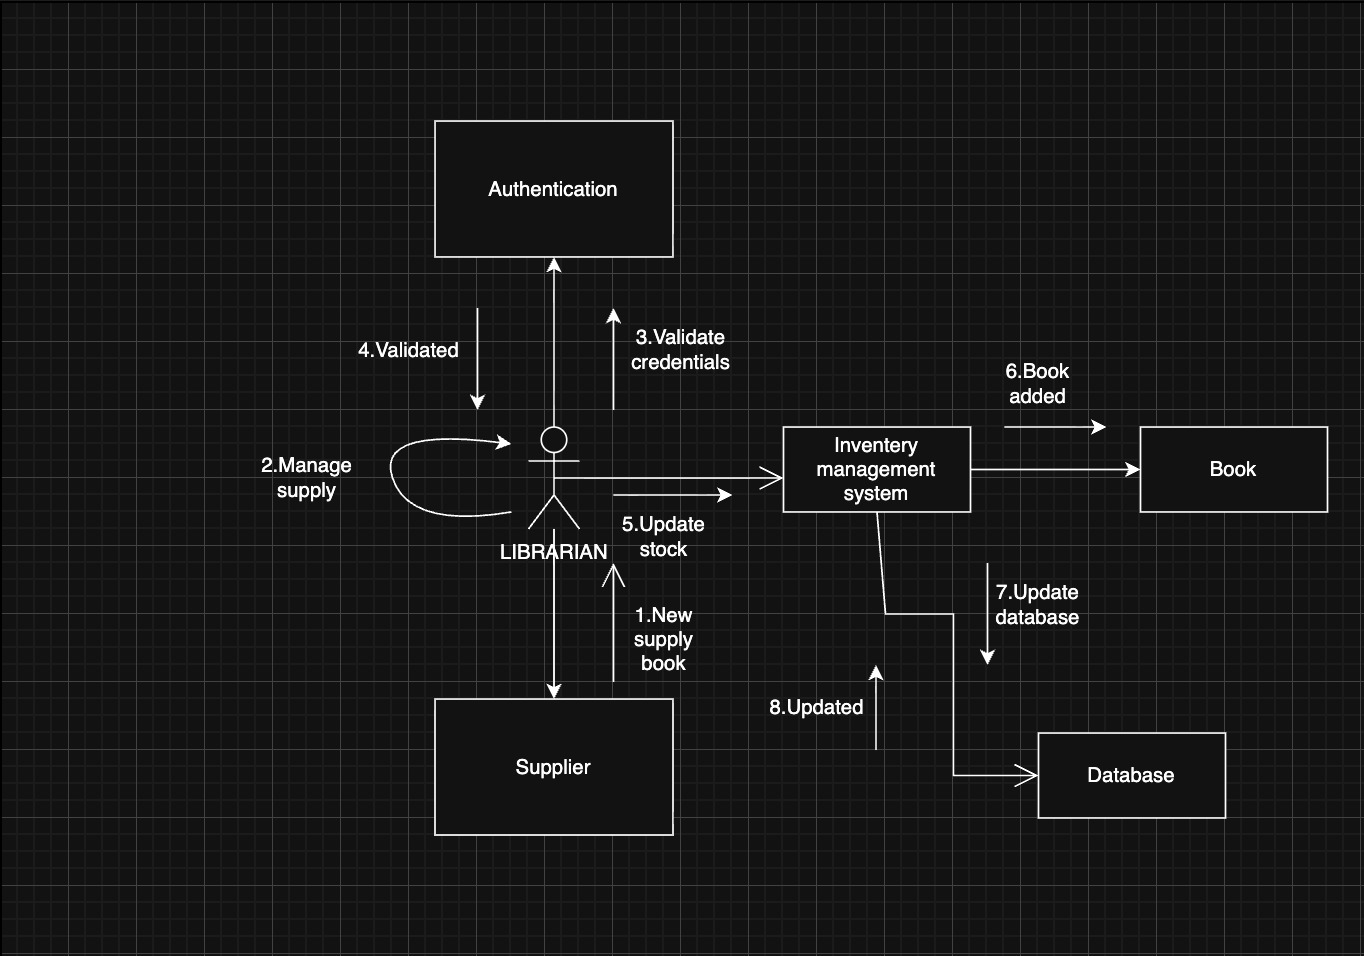 Authentication
4.Validated
3.Validate
credentials
2.Manage
supply
LIBRARIAN
5.Update
stock
1.New
supply
book
Supplier
Inventery
management
system
6.Book
added
Book
7.Update
database
8.Updated
Database